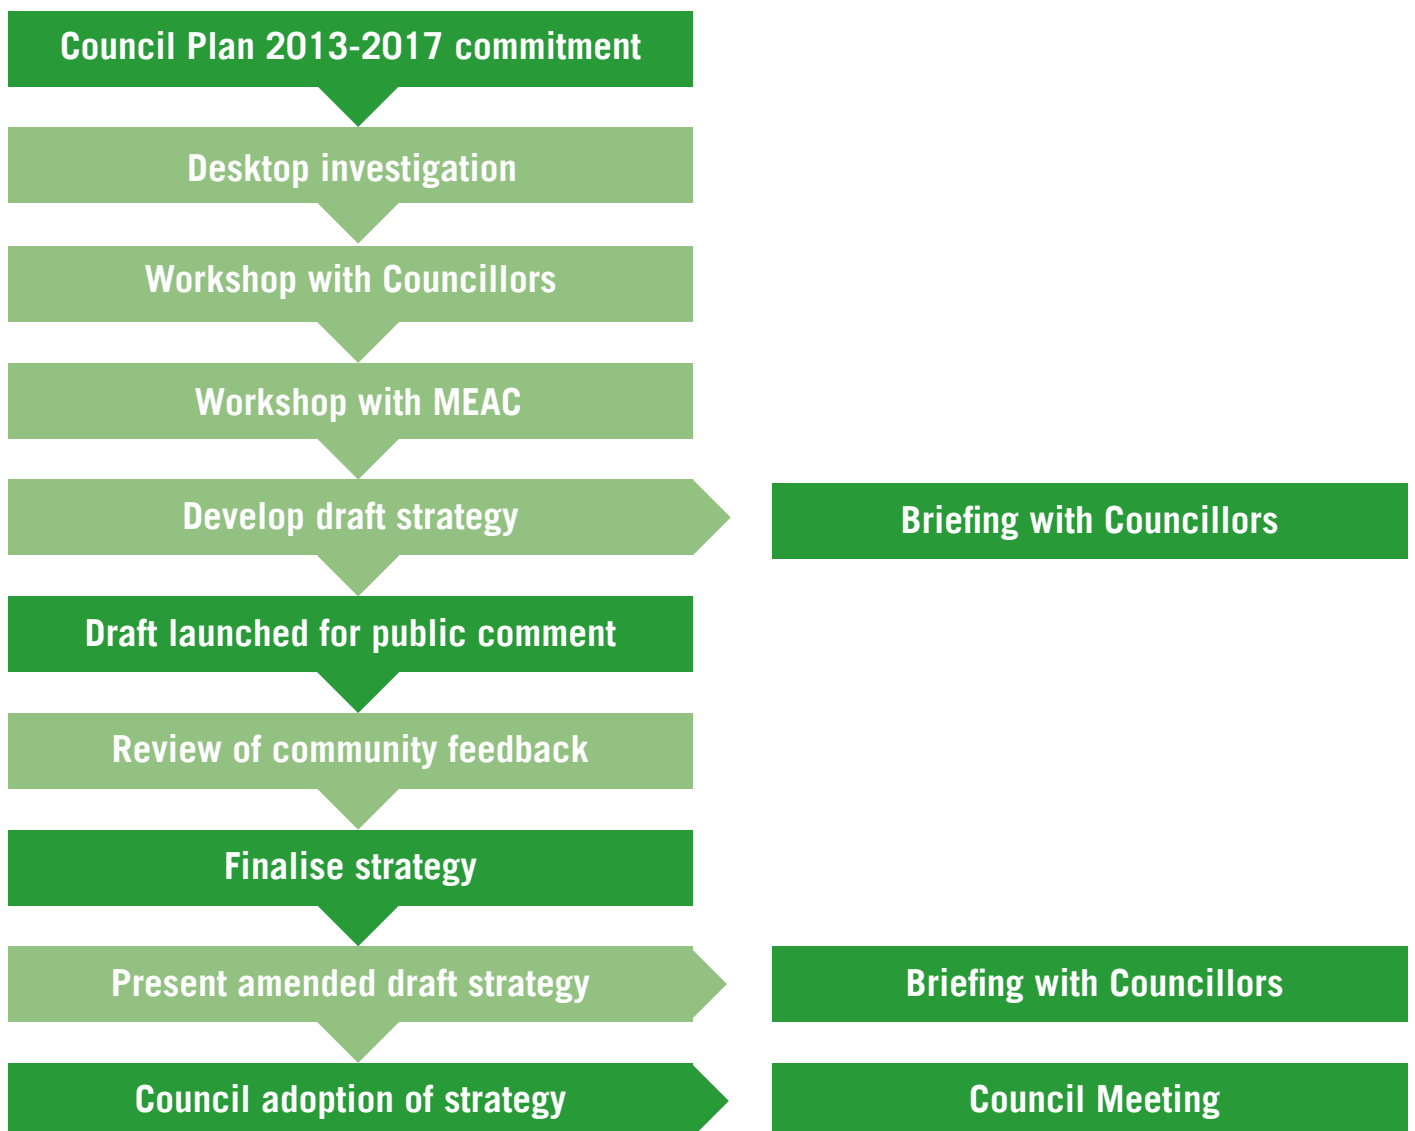 Council Plan 2013-2017 commitment
Desktop investigation
Workshop with Councillors
Workshop with MEAC
Develop draft strategy
Briefing with Councillors
Draft launched for public comment
Review of community feedback
Finalise strategy
Present amended draft strategy
Briefing with Councillors
Council adoption of strategy
Council Meeting